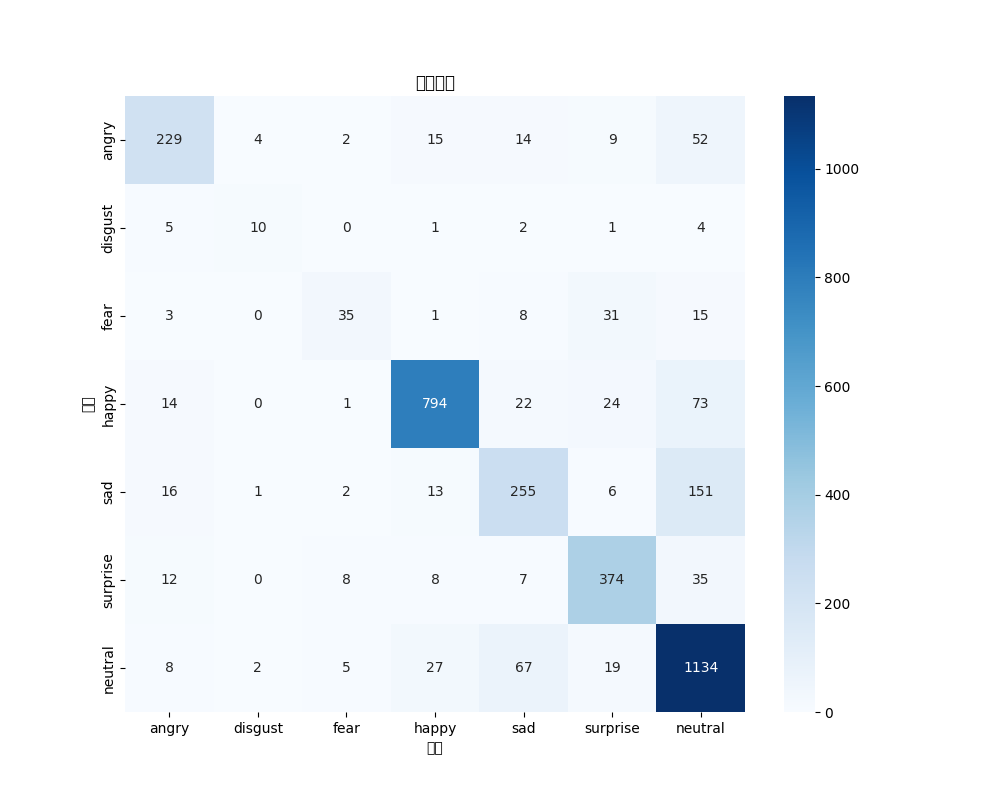 angry 229 4 2 15 14 9 52
disgust 5 10 0 1 2 1 4
fear 3 0 35 1 8 31 15
happy 14 0 1 794 22 24 73
sad 16 1 2 13 255 6 151
surprise 12 0 8 8 7 374 35
neutral 8 2 5 27 67 19 1134
angry disgust fear happy sad surprise neutral
1000
800
600
400
200
0